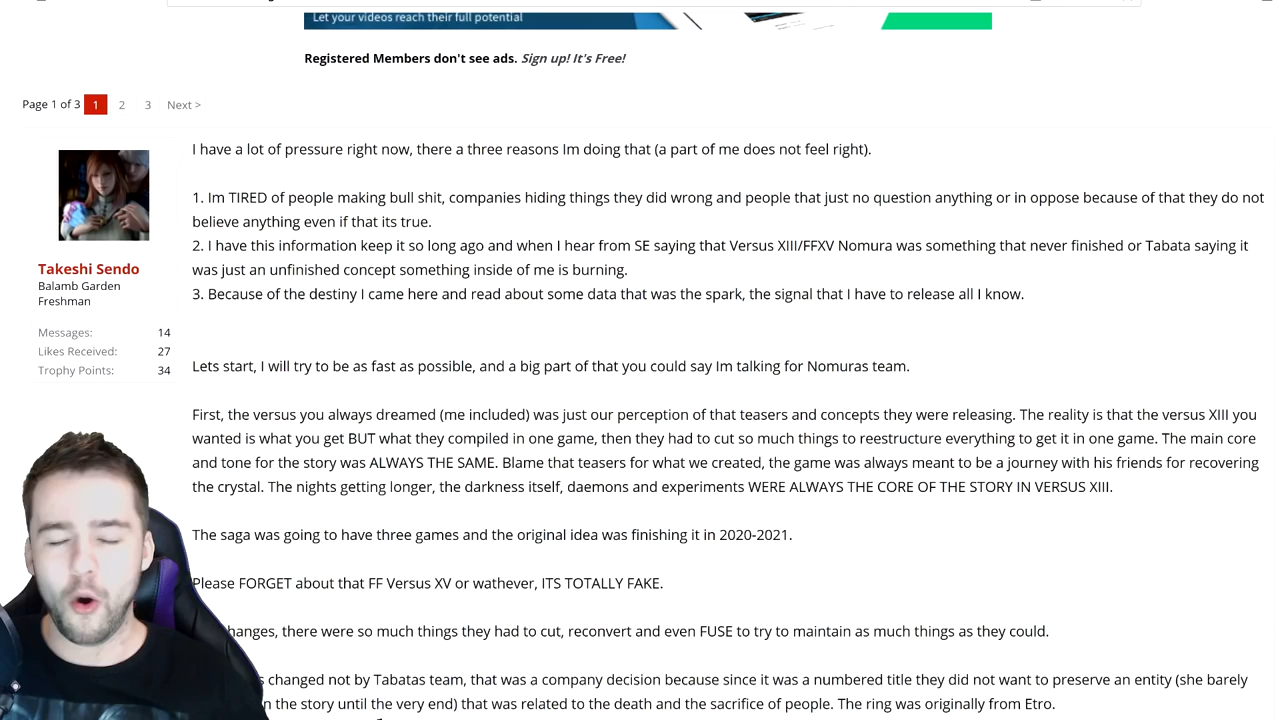 Let your videos reach their full potential
Registered Members don't see ads. Sign up! It's Free!
Page 1 of 3 1 2 3 Next >
I have a lot of pressure right now, there a three reasons Im doing that (a part of me does not feel right).
1. Im TIRED of people making bull shit, companies hiding things they did wrong and people that just no question anything or in oppose because of that they do not
believe anything even if that its true.
2. I have this information keep it so long ago and when I hear from SE saying that Versus XIII/FFXV Nomura was something that never finished or Tabata saying it
was just an unfinished concept something inside of me is burning.
3. Because of the destiny I came here and read about some data that was the spark, the signal that I have to release all I know.
Takeshi Sendo
Balamb Garden
Freshman
Messages: 14
Likes Received: 27
Trophy Points: 34
Lets start, I will try to be as fast as possible, and a big part of that you could say Im talking for Nomuras team.
First, the versus you always dreamed (me included) was just our perception of that teasers and concepts they were releasing. The reality is that the versus XIII you
wanted is what you get BUT what they compiled in one game, then they had to cut so much things to reestructure everything to get it in one game. The main core
and tone for the story was ALWAYS THE SAME. Blame that teasers for what we created, the game was always meant to be a journey with his friends for recovering
the crystal. The nights getting longer, the darkness itself, daemons and experiments WERE ALWAYS THE CORE OF THE STORY IN VERSUS XIII.
The saga was going to have three games and the original idea was finishing it in 2020-2021.
Please FORGET about that FF Versus XV or wathever, ITS TOTALLY FAKE.
hanges, there were so much things they had to cut, reconvert and even FUSE to try to maintain as much things as they could.
s changed not by Tabatas team, that was a company decision because since it was a numbered title they did not want to preserve an entity (she barely
n the story until the very end) that was related to the death and the sacrifice of people. The ring was originally from Etro.